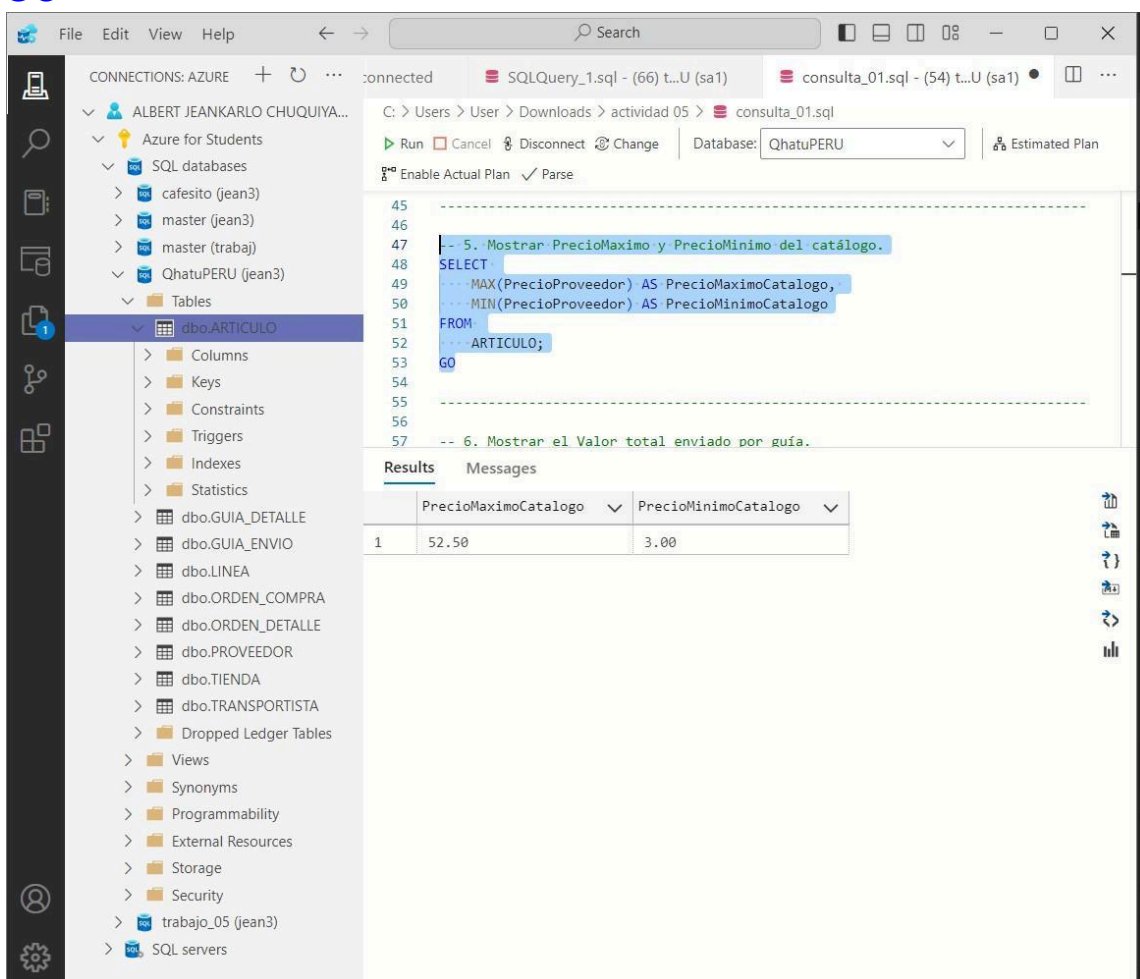 File Edit View Help
Search
CONNECTIONS: AZURE
ALBERT JEANKARLO CHUQUIYA...
Azure for Students
SQL databases
cafesito (jean3)
master (jean3)
master (trabaj)
QhatuPERU (jean3)
Tables
dbo.ARTICULO
Columns
Keys
Constraints
Triggers
Indexes
Statistics
dbo.GUIA_DETALLE
dbo.GUIA_ENVIO
dbo.LINEA
dbo.ORDEN_COMPRA
dbo.ORDEN_DETALLE
dbo.PROVEEDOR
dbo.TIENDA
dbo.TRANSPORTISTA
Dropped Ledger Tables
Views
Synonyms
Programmability
External Resources
Storage
Security
trabajo_05 (jean3)
SQL servers
1
:onnected SQLQuery_1.sql - (66) t...U (sa1) consulta_01.sql - (54) t...U (sa1)
C: > Users > User > Downloads > actividad 05 > consulta_01.sql
Run Cancel Disconnect Change Database: QhatuPERU Estimated Plan
Enable Actual Plan Parse
45 --------------------------------------------------------------------------------
46
47 -- 5. Mostrar PrecioMaximo y PrecioMinimo del catálogo.
48 SELECT
49 MAX(PrecioProveedor) AS PrecioMaximoCatalogo,
50 MIN(PrecioProveedor) AS PrecioMinimoCatalogo
51 FROM
52 ARTICULO;
53 GO
54
55 --------------------------------------------------------------------------------
56
57 -- 6. Mostrar el Valor total enviado por guía.
Results Messages
PrecioMaximoCatalogo PrecioMinimoCatalogo
1 52.50 3.00